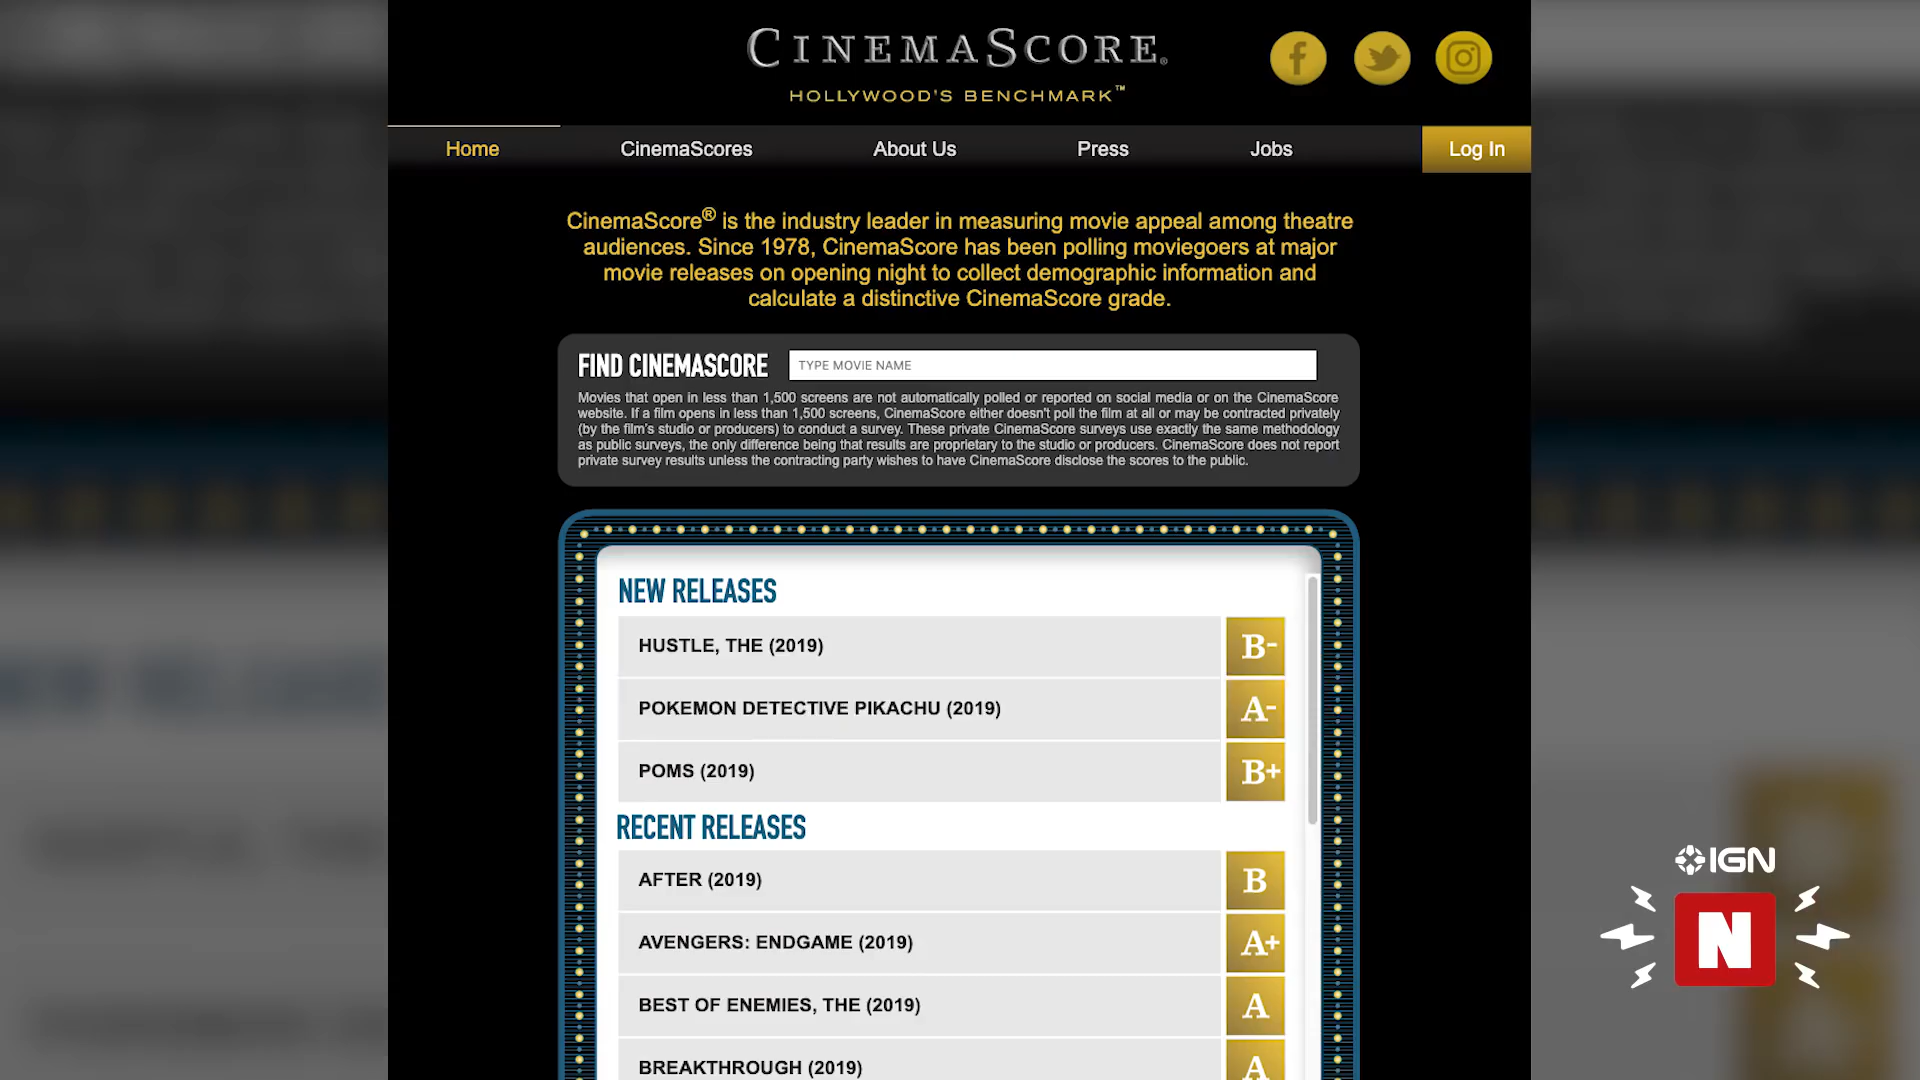 CINEMASCORE®
HOLLYWOOD'S BENCHMARK™
Home CinemaScores About Us Press Jobs Log In
CinemaScore® is the industry leader in measuring movie appeal among theatre
audiences. Since 1978, CinemaScore has been polling moviegoers at major
movie releases on opening night to collect demographic information and
calculate a distinctive CinemaScore grade.
FIND CINEMASCORE TYPE MOVIE NAME
Movies that open in less than 1,500 screens are not automatically polled or reported on social media or on the CinemaScore
website. If a film opens in less than 1,500 screens, CinemaScore either doesn't poll the film at all or may be contracted privately
(by the film's studio or producers) to conduct a survey. These private CinemaScore surveys use exactly the same methodology
as public surveys, the only difference being that results are proprietary to the studio or producers. CinemaScore does not report
private survey results unless the contracting party wishes to have CinemaScore disclose the scores to the public.
NEW RELEASES
HUSTLE, THE (2019) B-
POKEMON DETECTIVE PIKACHU (2019) A-
POMS (2019) B+
RECENT RELEASES
AFTER (2019) B
AVENGERS: ENDGAME (2019) A+
BEST OF ENEMIES, THE (2019) A
BREAKTHROUGH (2019) A
IGN
N